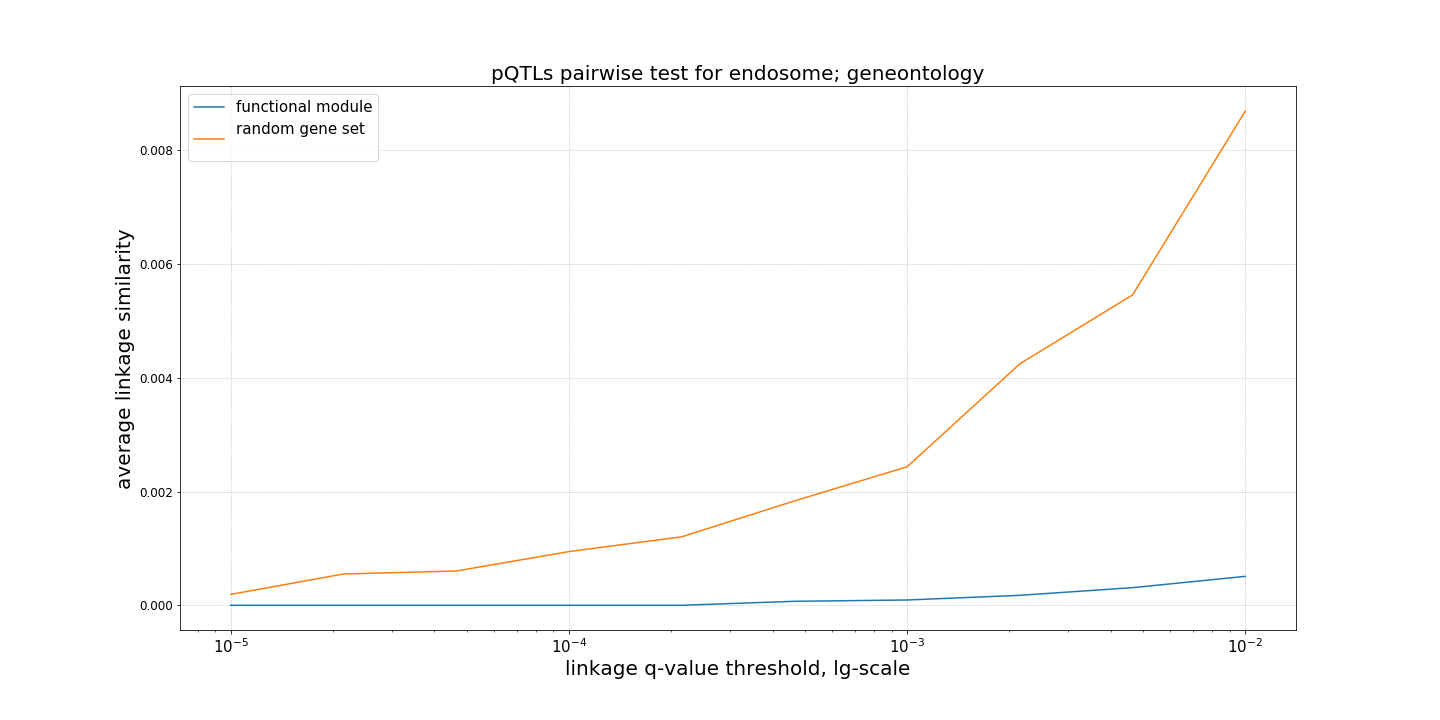 pQTLs pairwise test for endosome; geneontology
functional module
random gene set
0.008
0.006
0.004
0.002
0.000
average linkage similarity
10⁻⁵ 10⁻⁴ 10⁻³ 10⁻²
linkage q-value threshold, lg-scale